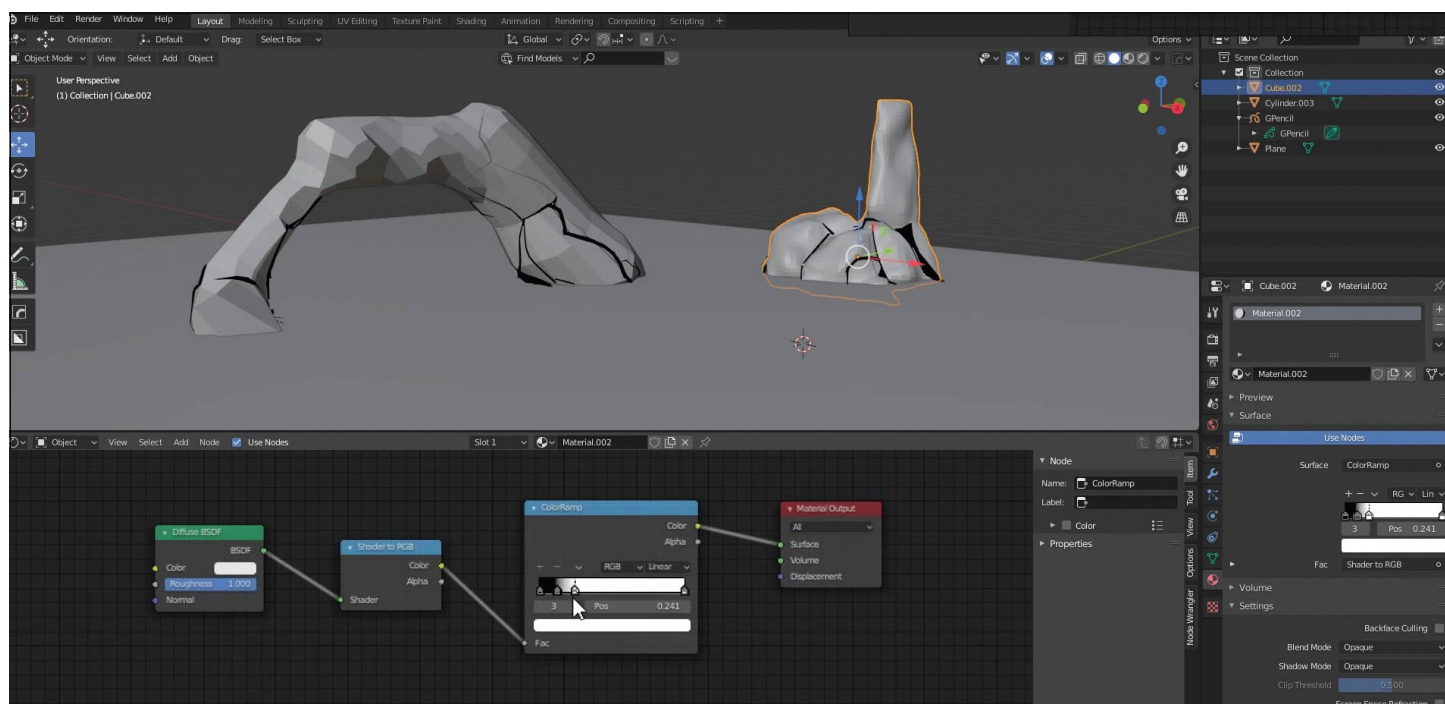 File Edit Render Window Help Layout Modeling Sculpting UV Editing Texture Paint Shading Animation Rendering Compositing Scripting +
Orientation: Default Drag: Select Box Global Options
Object Mode View Select Add Object Find Models
User Perspective
(1) Collection | Cube.002
Z
X
Scene Collection
Collection
Cube.002
Cylinder.003
GPencil
GPencil
Plane
Cube.002 Material.002
Material.002
Material.002
Preview
Surface
Use Nodes
Surface ColorRamp
+ − RG Lin
3 Pos 0.241
Fac Shader to RGB
Volume
Settings
Backface Culling
Blend Mode Opaque
Shadow Mode Opaque
Clip Threshold 0.500
Screen Space Refraction
Object View Select Add Node Use Nodes Slot 1 Material.002
Diffuse BSDF
BSDF
Color
Roughness 1.000
Normal
Shader to RGB
Color
Alpha
Shader
ColorRamp
Color
Alpha
+ − RGB Linear
3 Pos 0.241
Fac
Material Output
All
Surface
Volume
Displacement
Node
Name: ColorRamp
Label:
Color
Properties
Item
Tool
View
Options
Node Wrangler